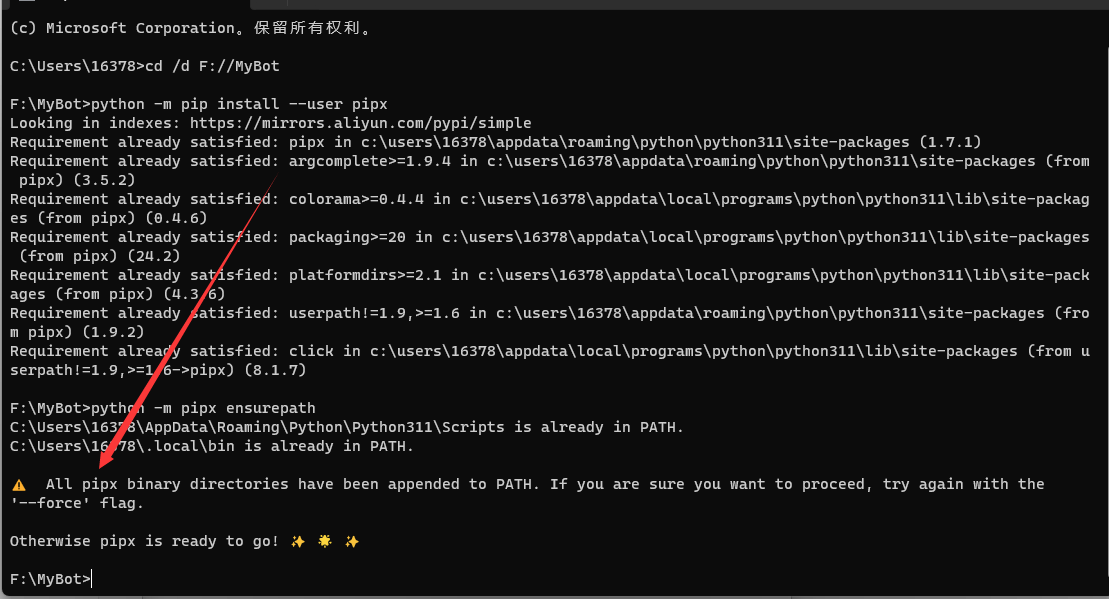 (c) Microsoft Corporation。保留所有权利。
C:\Users\16378>cd /d F://MyBot
F:\MyBot>python -m pip install --user pipx
Looking in indexes: https://mirrors.aliyun.com/pypi/simple
Requirement already satisfied: pipx in c:\users\16378\appdata\roaming\python\python311\site-packages (1.7.1)
Requirement already satisfied: argcomplete>=1.9.4 in c:\users\16378\appdata\roaming\python\python311\site-packages (from
 pipx) (3.5.2)
Requirement already satisfied: colorama>=0.4.4 in c:\users\16378\appdata\local\programs\python\python311\lib\site-packag
es (from pipx) (0.4.6)
Requirement already satisfied: packaging>=20 in c:\users\16378\appdata\local\programs\python\python311\lib\site-packages
 (from pipx) (24.2)
Requirement already satisfied: platformdirs>=2.1 in c:\users\16378\appdata\local\programs\python\python311\lib\site-pack
ages (from pipx) (4.3.6)
Requirement already satisfied: userpath!=1.9,>=1.6 in c:\users\16378\appdata\roaming\python\python311\site-packages (fro
m pipx) (1.9.2)
Requirement already satisfied: click in c:\users\16378\appdata\local\programs\python\python311\lib\site-packages (from u
serpath!=1.9,>=1.6->pipx) (8.1.7)
F:\MyBot>python -m pipx ensurepath
C:\Users\16378\AppData\Roaming\Python\Python311\Scripts is already in PATH.
C:\Users\16378\.local\bin is already in PATH.
⚠️  All pipx binary directories have been appended to PATH. If you are sure you want to proceed, try again with the
'--force' flag.
Otherwise pipx is ready to go! ✨ 🌟 ✨
F:\MyBot>